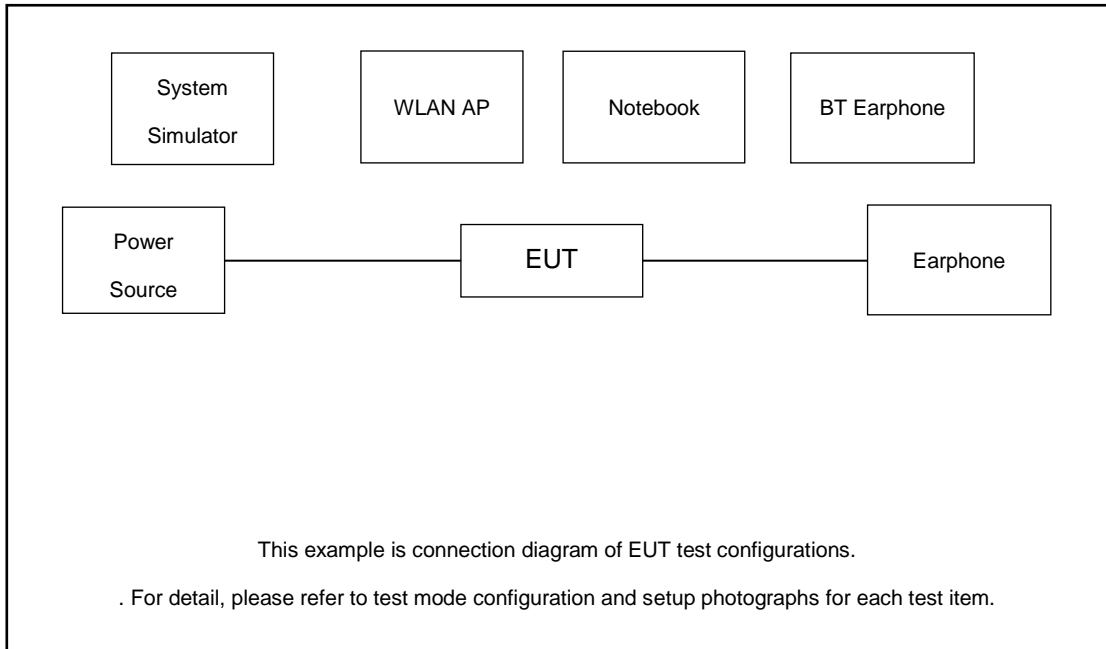 System
Simulator
WLAN AP
Notebook
BT Earphone
Power
Source
EUT
Earphone
This example is connection diagram of EUT test configurations.
. For detail, please refer to test mode configuration and setup photographs for each test item.